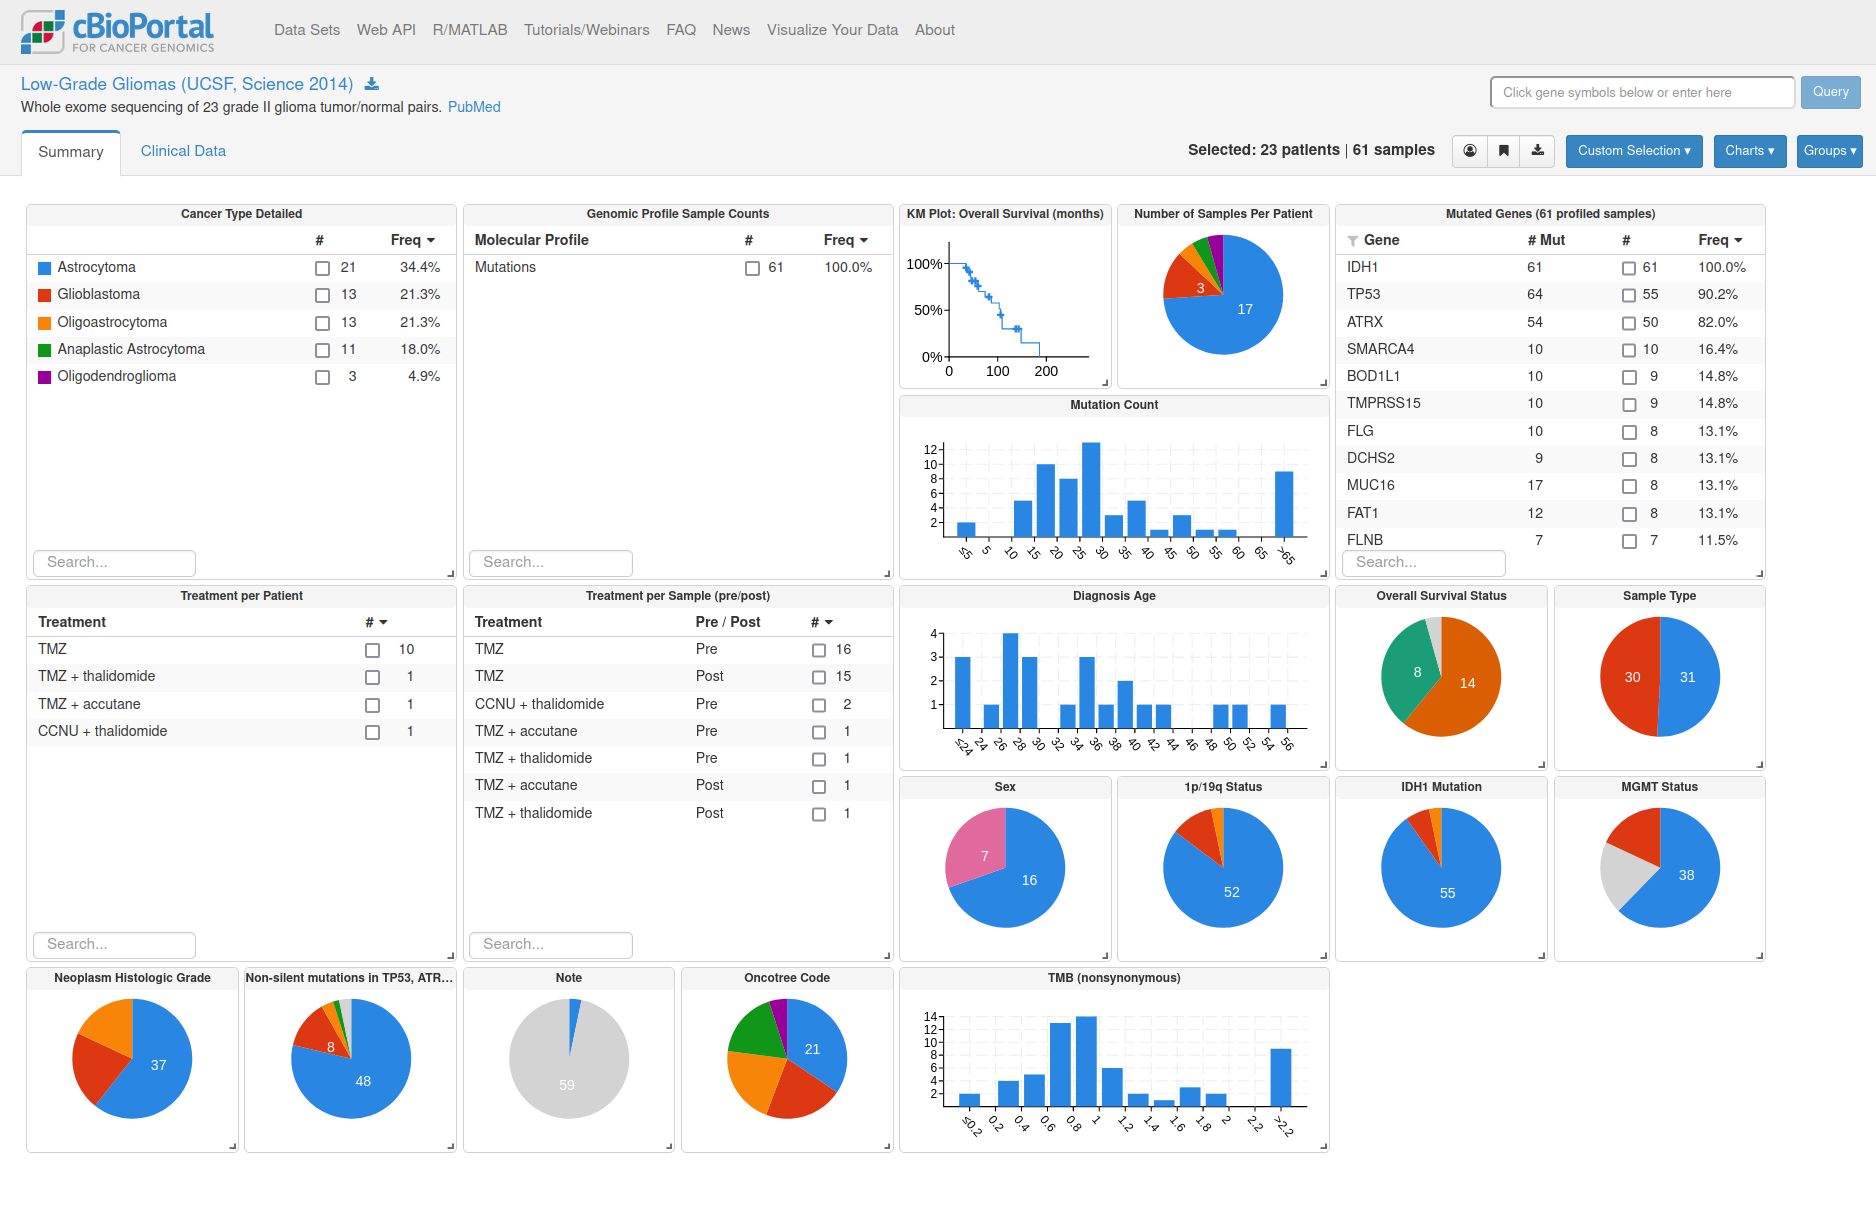 cBioPortal
FOR CANCER GENOMICS
Data Sets Web API R/MATLAB Tutorials/Webinars FAQ News Visualize Your Data About
Low-Grade Gliomas (UCSF, Science 2014)
Whole exome sequencing of 23 grade II glioma tumor/normal pairs. PubMed
Click gene symbols below or enter here Query
Summary Clinical Data
Selected: 23 patients | 61 samples Custom Selection ▾ Charts ▾ Groups ▾
Cancer Type Detailed
# Freq
Astrocytoma 21 34.4%
Glioblastoma 13 21.3%
Oligoastrocytoma 13 21.3%
Anaplastic Astrocytoma 11 18.0%
Oligodendroglioma 3 4.9%
Search...
Genomic Profile Sample Counts
Molecular Profile # Freq
Mutations 61 100.0%
Search...
KM Plot: Overall Survival (months)
100%
50%
0%
0 100 200
Number of Samples Per Patient
3
17
Mutation Count
12
10
8
6
4
2
≤5 5 10 15 20 25 30 35 40 45 50 55 60 65 >65
Mutated Genes (61 profiled samples)
Gene # Mut # Freq
IDH1 61 61 100.0%
TP53 64 55 90.2%
ATRX 54 50 82.0%
SMARCA4 10 10 16.4%
BOD1L1 10 9 14.8%
TMPRSS15 10 9 14.8%
FLG 10 8 13.1%
DCHS2 9 8 13.1%
MUC16 17 8 13.1%
FAT1 12 8 13.1%
FLNB 7 7 11.5%
Search...
Treatment per Patient
Treatment #
TMZ 10
TMZ + thalidomide 1
TMZ + accutane 1
CCNU + thalidomide 1
Search...
Treatment per Sample (pre/post)
Treatment Pre / Post #
TMZ Pre 16
TMZ Post 15
CCNU + thalidomide Pre 2
TMZ + accutane Pre 1
TMZ + thalidomide Pre 1
TMZ + accutane Post 1
TMZ + thalidomide Post 1
Search...
Diagnosis Age
4
3
2
1
≤24 24 26 28 30 32 34 36 38 40 42 44 46 48 50 52 54 56
Overall Survival Status
8
14
Sample Type
30 31
Sex
7
16
1p/19q Status
52
IDH1 Mutation
55
MGMT Status
38
Neoplasm Histologic Grade
37
Non-silent mutations in TP53, ATR...
8
48
Note
59
Oncotree Code
21
TMB (nonsynonymous)
14
12
10
8
6
4
2
≤0.2 0.2 0.4 0.6 0.8 1 1.2 1.4 1.6 1.8 2 2.2 >2.2